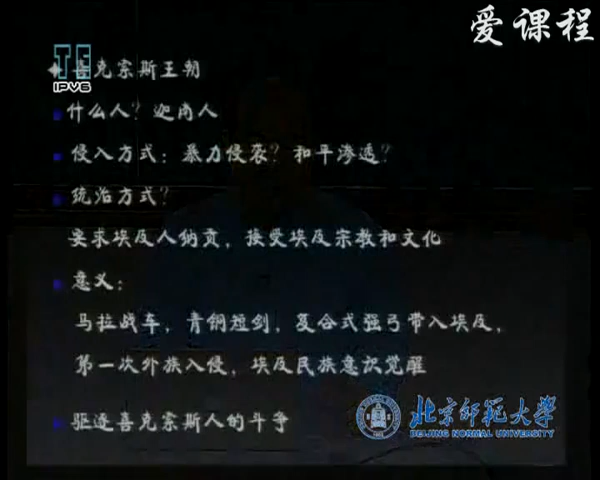 爱课程
喜克索斯王朝
IPV6
什么人？迦南人
侵入方式：暴力侵袭？和平渗透？
统治方式？
要求埃及人纳贡，接受埃及宗教和文化
意义：
马拉战车，青铜短剑，复合式强弓带入埃及，
第一次外族入侵，埃及民族意识觉醒
驱逐喜克索斯人的斗争
北京师范大学
BEIJING NORMAL UNIVERSITY